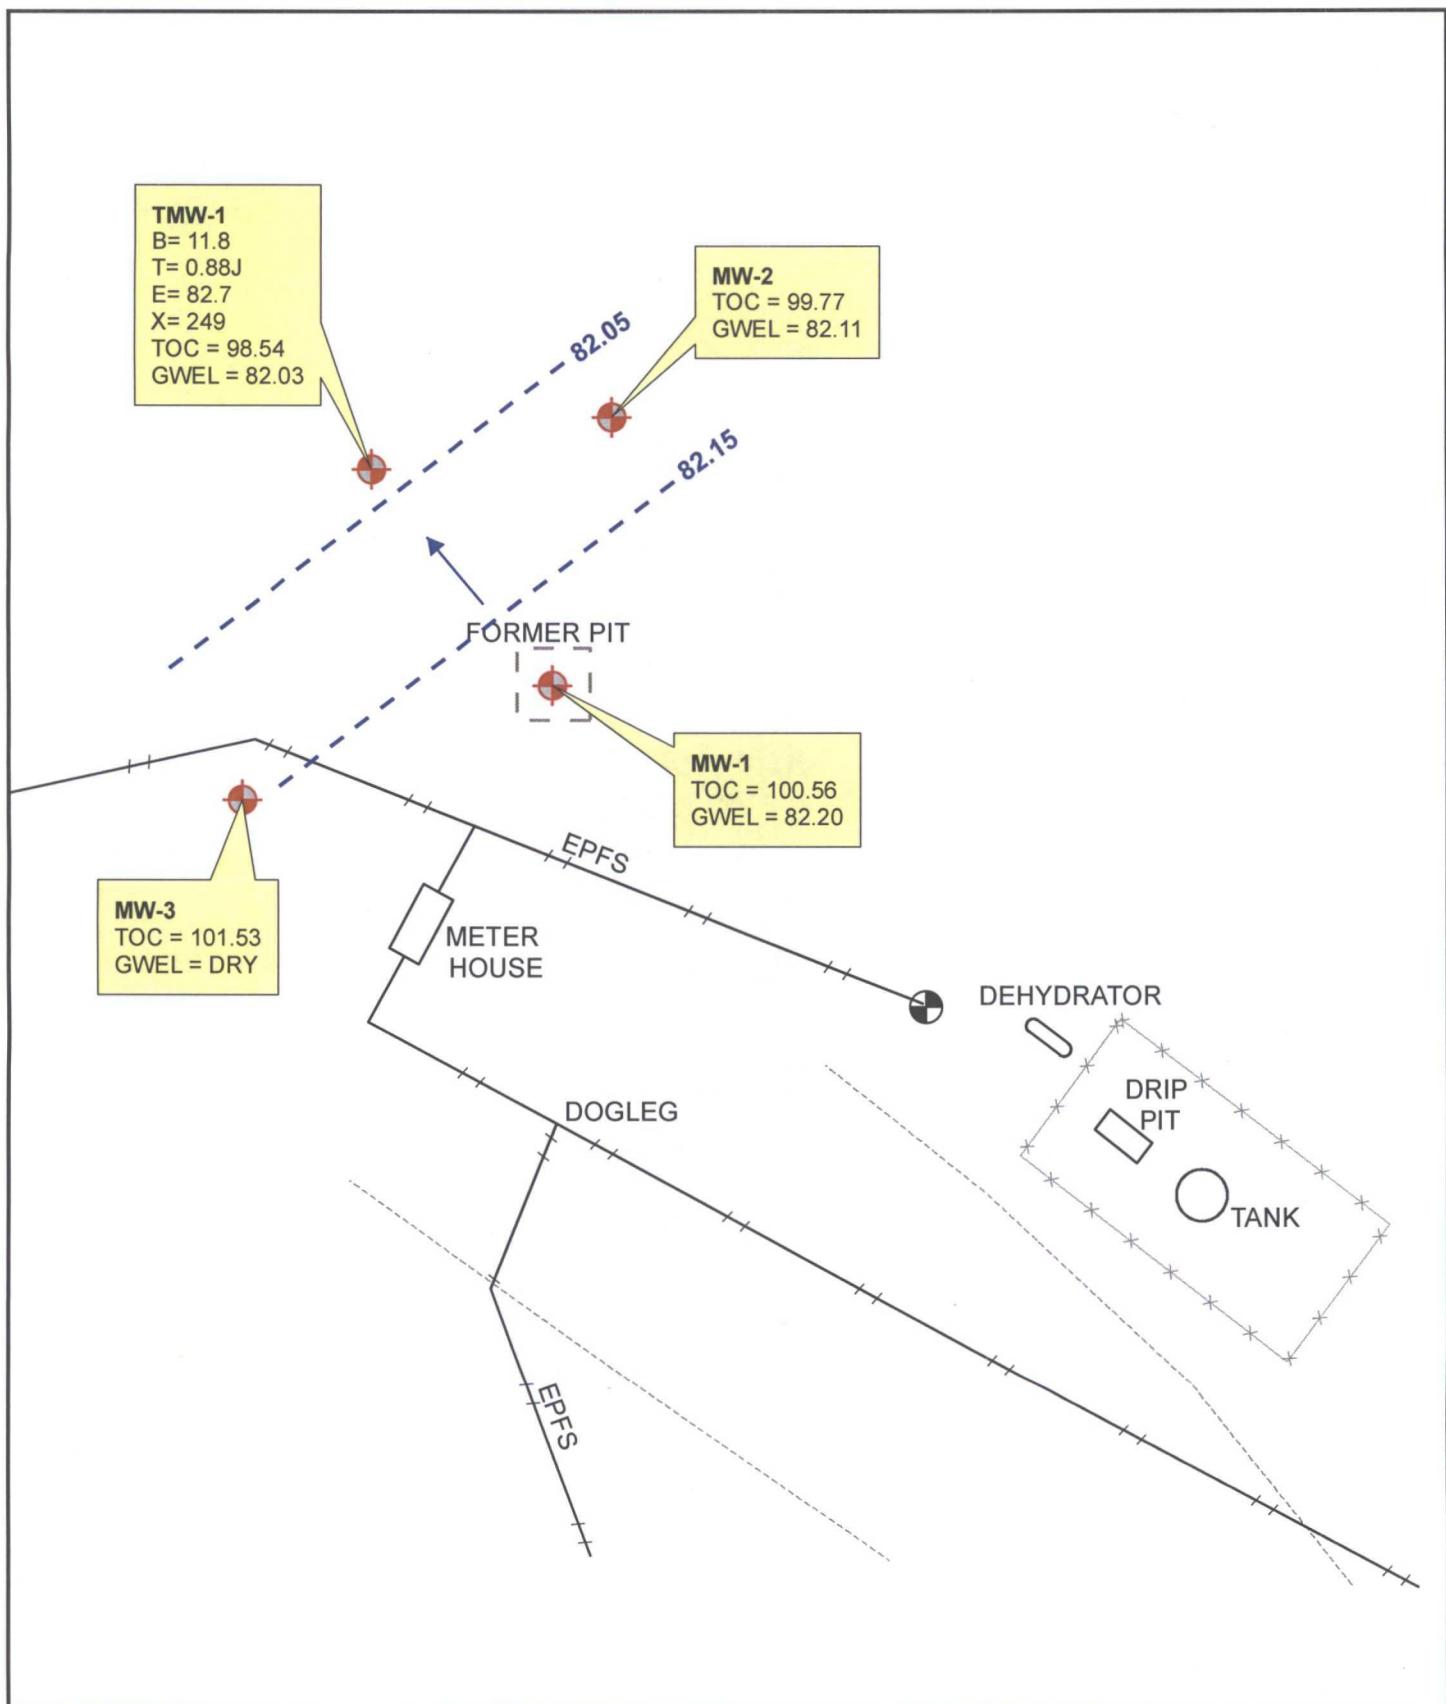 TMW-1
B= 11.8
T= 0.88J
E= 82.7
X= 249
TOC = 98.54
GWEL = 82.03
MW-2
TOC = 99.77
GWEL = 82.11
82.05
82.15
FORMER PIT
MW-1
TOC = 100.56
GWEL = 82.20
EPFS
MW-3
TOC = 101.53
GWEL = DRY
METER
HOUSE
DEHYDRATOR
DRIP
PIT
DOGLEG
TANK
EPFS